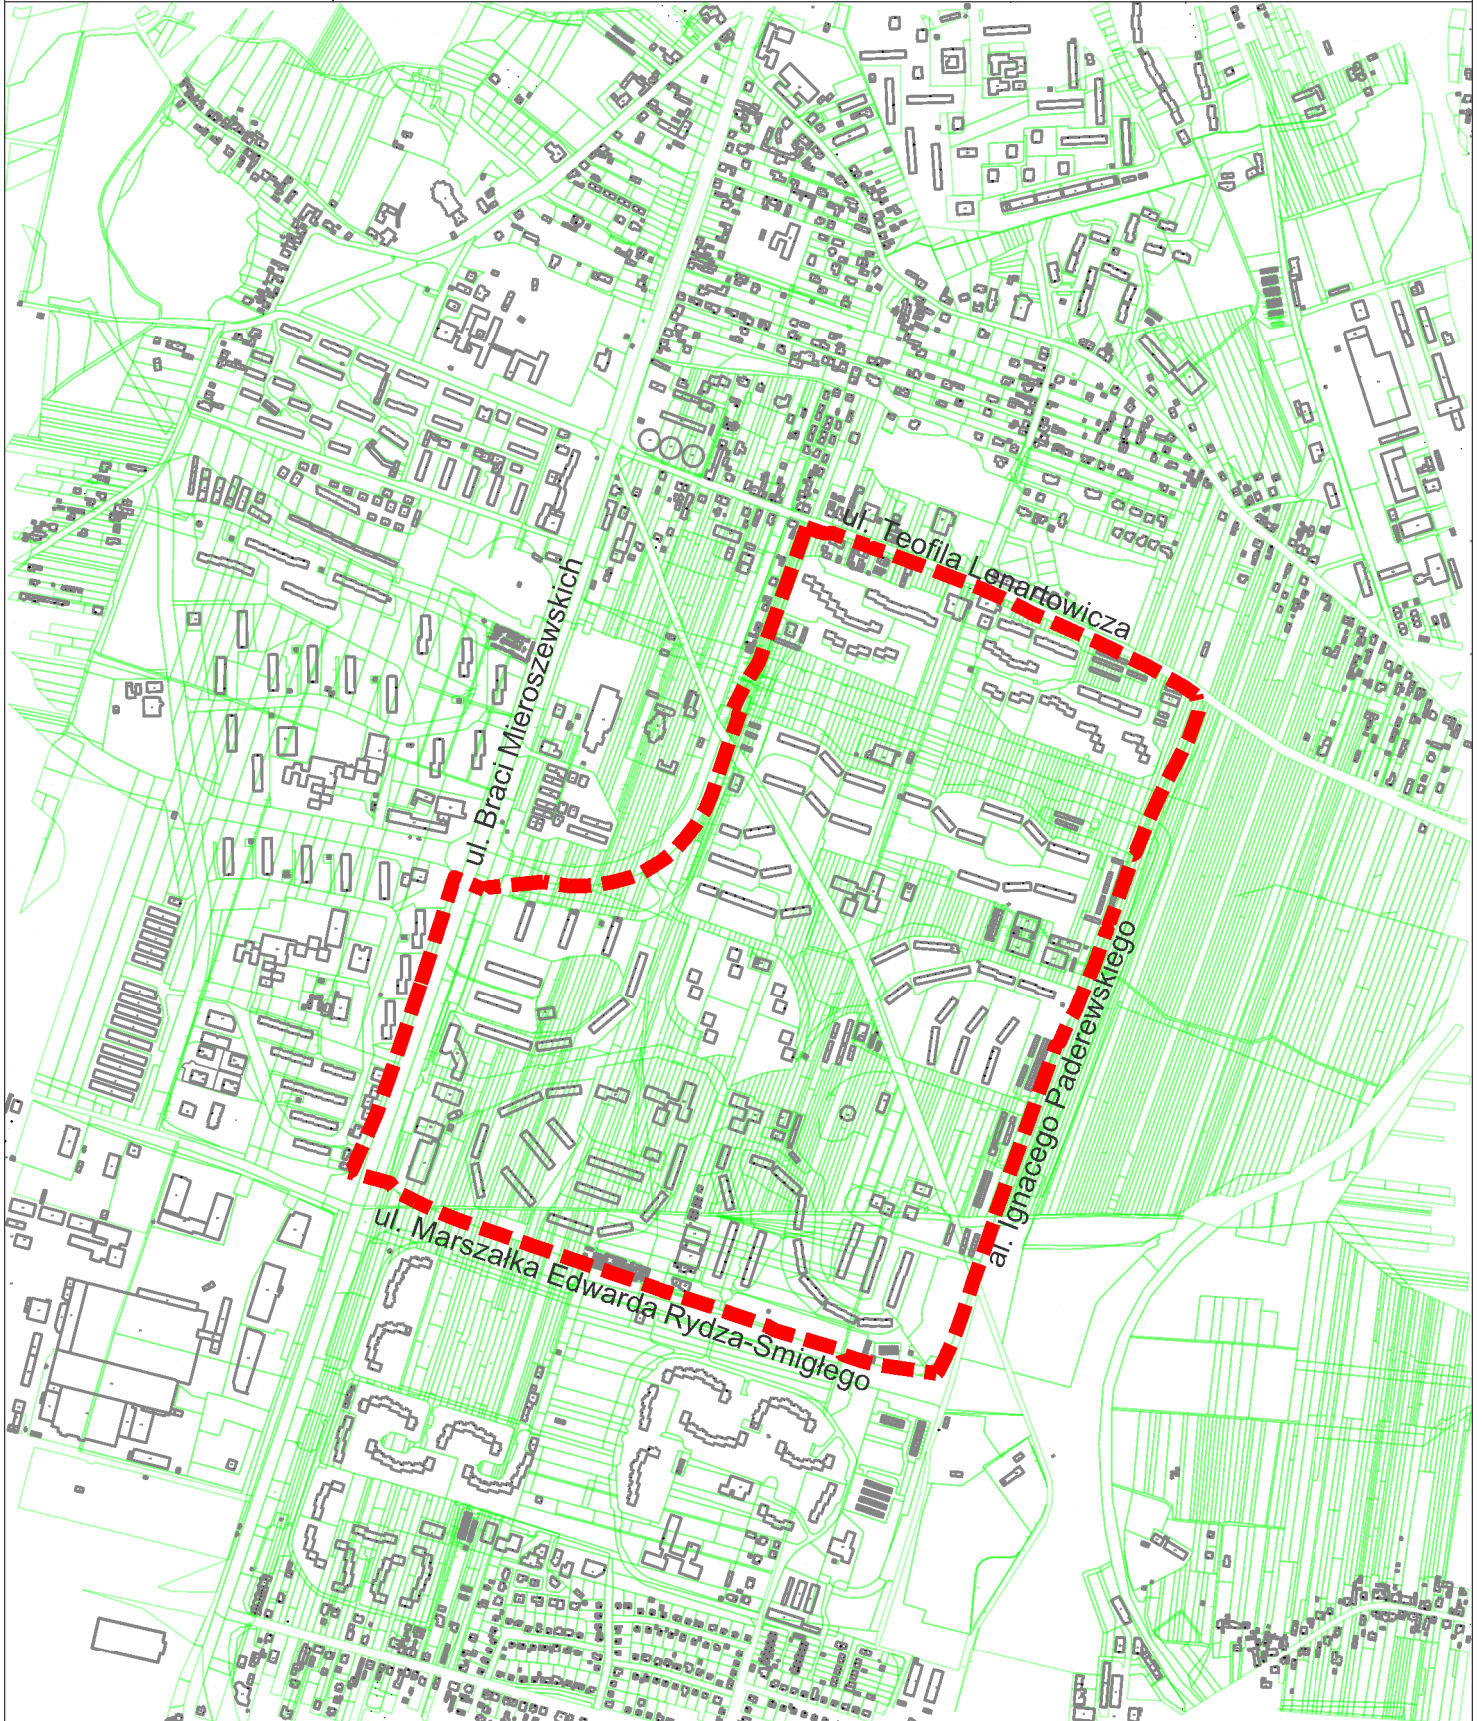 ul. Teofila Lenartowicza
ul. Braci Mieroszewskich
al. Ignacego Paderewskiego
ul. Marszałka Edwarda Rydza-Śmigłego